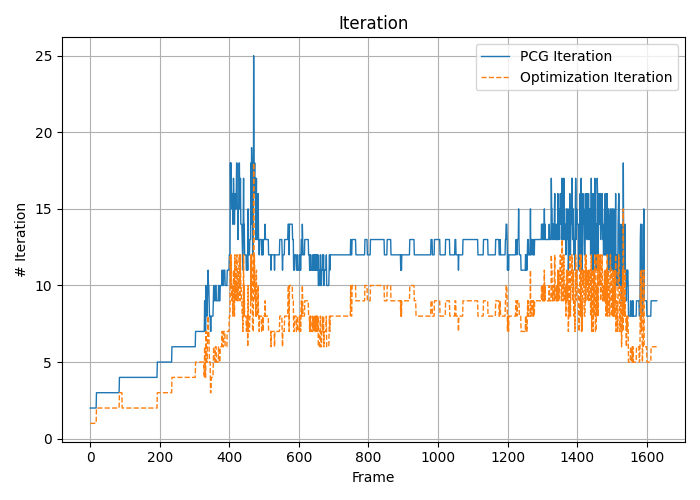 Iteration
PCG Iteration
Optimization Iteration
# Iteration
25
20
15
10
5
0
0 200 400 600 800 1000 1200 1400 1600
Frame